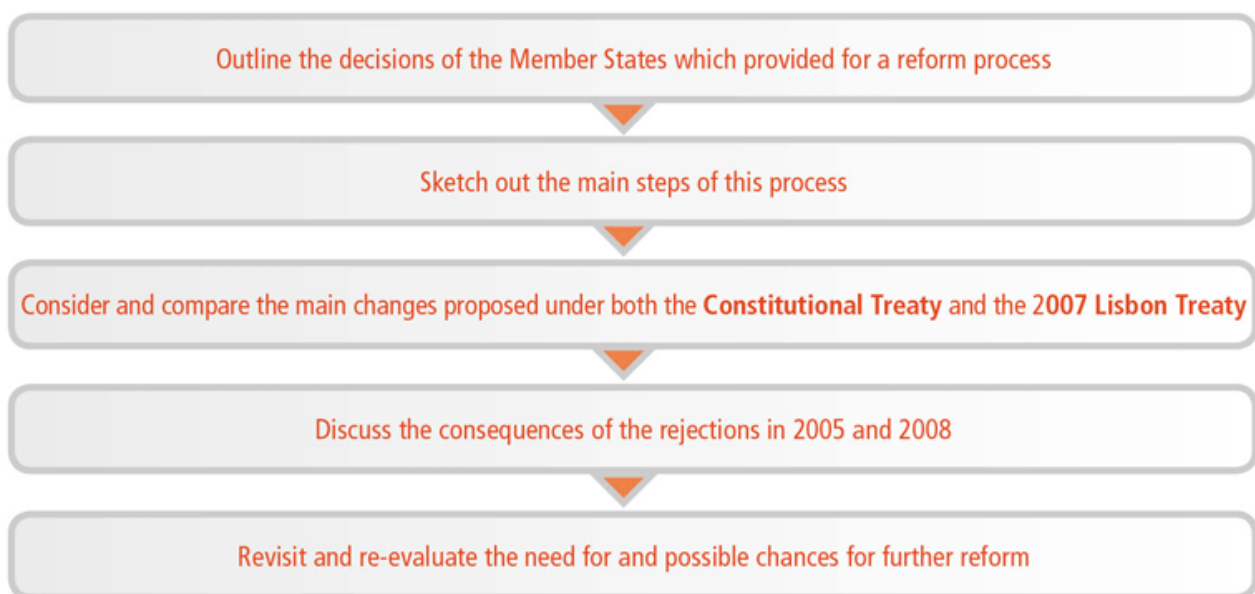 Outline the decisions of the Member States which provided for a reform process
Sketch out the main steps of this process
Consider and compare the main changes proposed under both the Constitutional Treaty and the 2007 Lisbon Treaty
Discuss the consequences of the rejections in 2005 and 2008
Revisit and re-evaluate the need for and possible chances for further reform